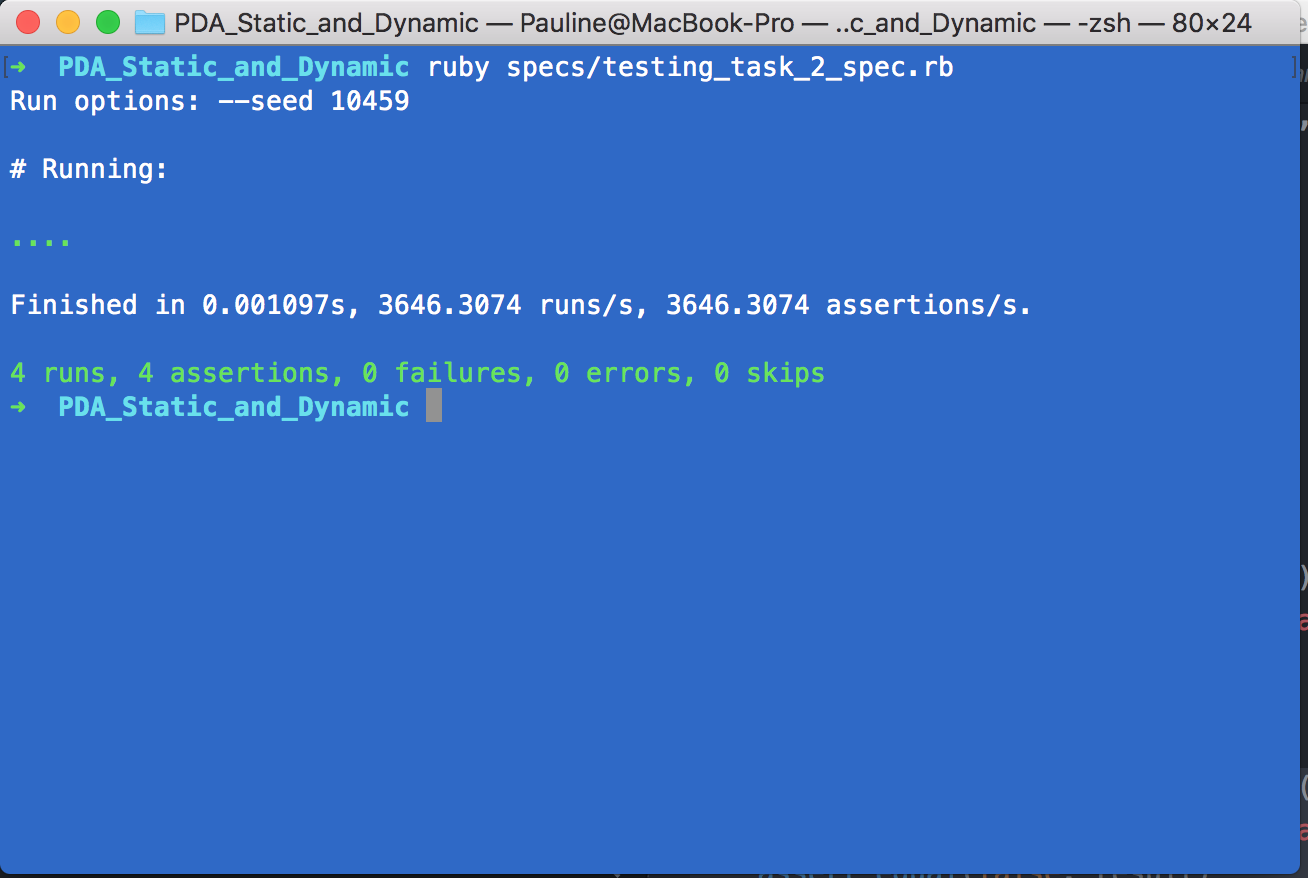 PDA_Static_and_Dynamic — Pauline@MacBook-Pro — ..c_and_Dynamic — -zsh — 80×24
[➜  PDA_Static_and_Dynamic ruby specs/testing_task_2_spec.rb ]
Run options: --seed 10459
# Running:
....
Finished in 0.001097s, 3646.3074 runs/s, 3646.3074 assertions/s.
4 runs, 4 assertions, 0 failures, 0 errors, 0 skips
➜  PDA_Static_and_Dynamic